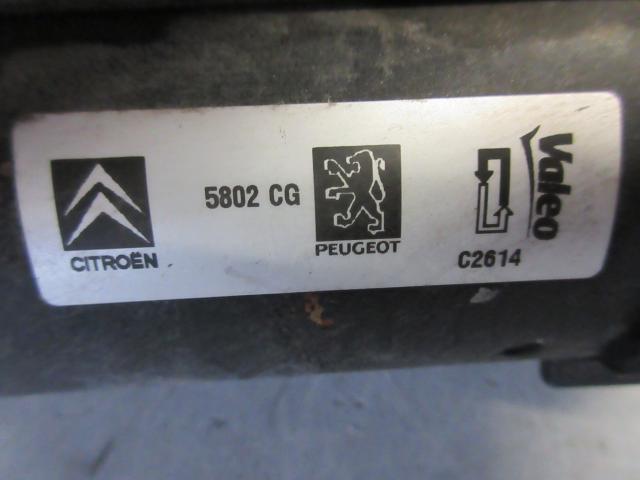 CITROËN
5802 CG
PEUGEOT
C2614
Valeo